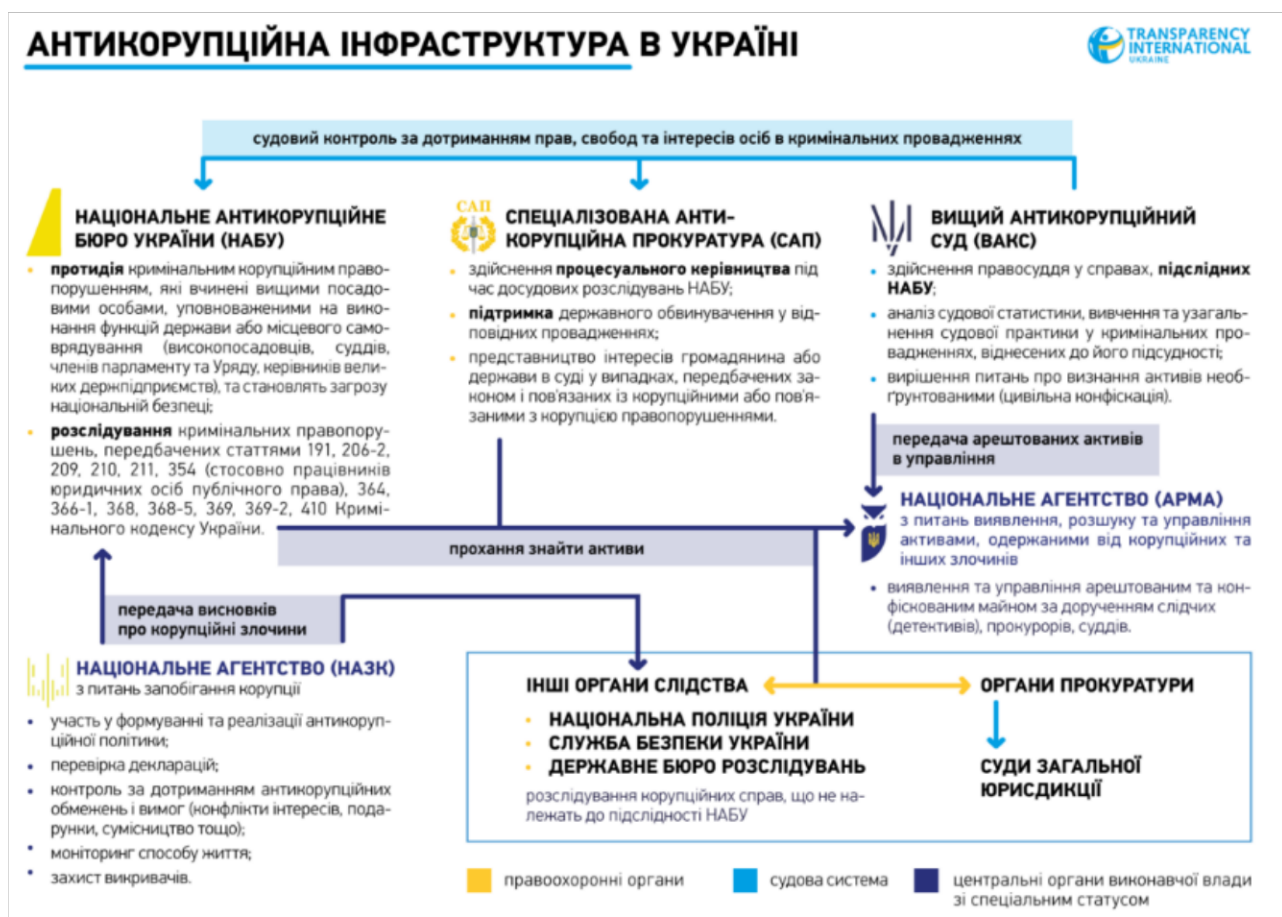 АНТИКОРУПЦІЙНА ІНФРАСТРУКТУРА В УКРАЇНІ
TRANSPARENCY
INTERNATIONAL
UKRAINE
судовий контроль за дотриманням прав, свобод та інтересів осіб в кримінальних провадженнях
НАЦІОНАЛЬНЕ АНТИКОРУПЦІЙНЕ
БЮРО УКРАЇНИ (НАБУ)
• протидія кримінальним корупційним право-
порушенням, які вчинені вищими посадо-
вими особами, уповноваженими на вико-
нання функцій держави або місцевого само-
врядування (високопосадовців, суддів,
членів парламенту та Уряду, керівників вели-
ких держпідприємств), та становлять загрозу
національній безпеці;
• розслідування кримінальних правопору-
шень, передбачених статтями 191, 206-2,
209, 210, 211, 354 (стосовно працівників
юридичних осіб публічного права), 364,
366-1, 368, 368-5, 369, 369-2, 410 Кримі-
нального кодексу України.
САП
СПЕЦІАЛІЗОВАНА АНТИ-
КОРУПЦІЙНА ПРОКУРАТУРА (САП)
• здійснення процесуального керівництва під
час досудових розслідувань НАБУ;
• підтримка державного обвинувачення у від-
повідних провадженнях;
• представництво інтересів громадянина або
держави в суді у випадках, передбачених за-
коном і пов'язаних із корупційними або пов'я-
заними з корупцією правопорушеннями.
ВИЩИЙ АНТИКОРУПЦІЙНИЙ
СУД (ВАКС)
• здійснення правосуддя у справах, підслідних
НАБУ;
• аналіз судової статистики, вивчення та узагаль-
нення судової практики у кримінальних про-
вадженнях, віднесених до його підсудності;
• вирішення питань про визнання активів необ-
ґрунтованими (цивільна конфіскація).
передача арештованих активів
в управління
НАЦІОНАЛЬНЕ АГЕНТСТВО (АРМА)
з питань виявлення, розшуку та управління
активами, одержаними від корупційних та
інших злочинів
• виявлення та управління арештованим та кон-
фіскованим майном за дорученням слідчих
(детективів), прокурорів, суддів.
прохання знайти активи
передача висновків
про корупційні злочини
НАЦІОНАЛЬНЕ АГЕНТСТВО (НАЗК)
з питань запобігання корупції
• участь у формуванні та реалізації антикоруп-
ційної політики;
• перевірка декларацій;
• контроль за дотриманням антикорупційних
обмежень і вимог (конфлікти інтересів, пода-
рунки, сумісництво тощо);
• моніторинг способу життя;
• захист викривачів.
ІНШІ ОРГАНИ СЛІДСТВА
• НАЦІОНАЛЬНА ПОЛІЦІЯ УКРАЇНИ
• СЛУЖБА БЕЗПЕКИ УКРАЇНИ
• ДЕРЖАВНЕ БЮРО РОЗСЛІДУВАНЬ
розслідування корупційних справ, що не на-
лежать до підслідності НАБУ
ОРГАНИ ПРОКУРАТУРИ
СУДИ ЗАГАЛЬНОЇ
ЮРИСДИКЦІЇ
правоохоронні органи
судова система
центральні органи виконавчої влади
зі спеціальним статусом